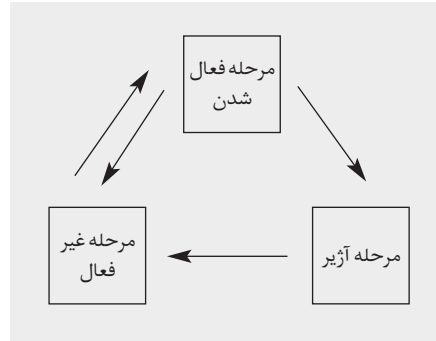 مرحله فعال
شدن
مرحله غیر
فعال
مرحله آژیر